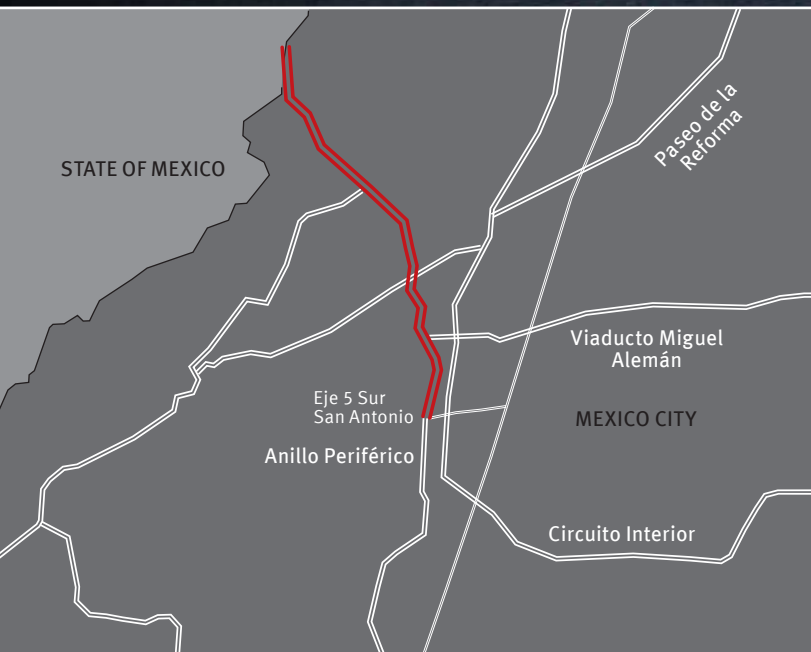 Paseo de la
Reforma
STATE OF MEXICO
Viaducto Miguel
Alemán
Eje 5 Sur
San Antonio
MEXICO CITY
Anillo Periférico
Circuito Interior